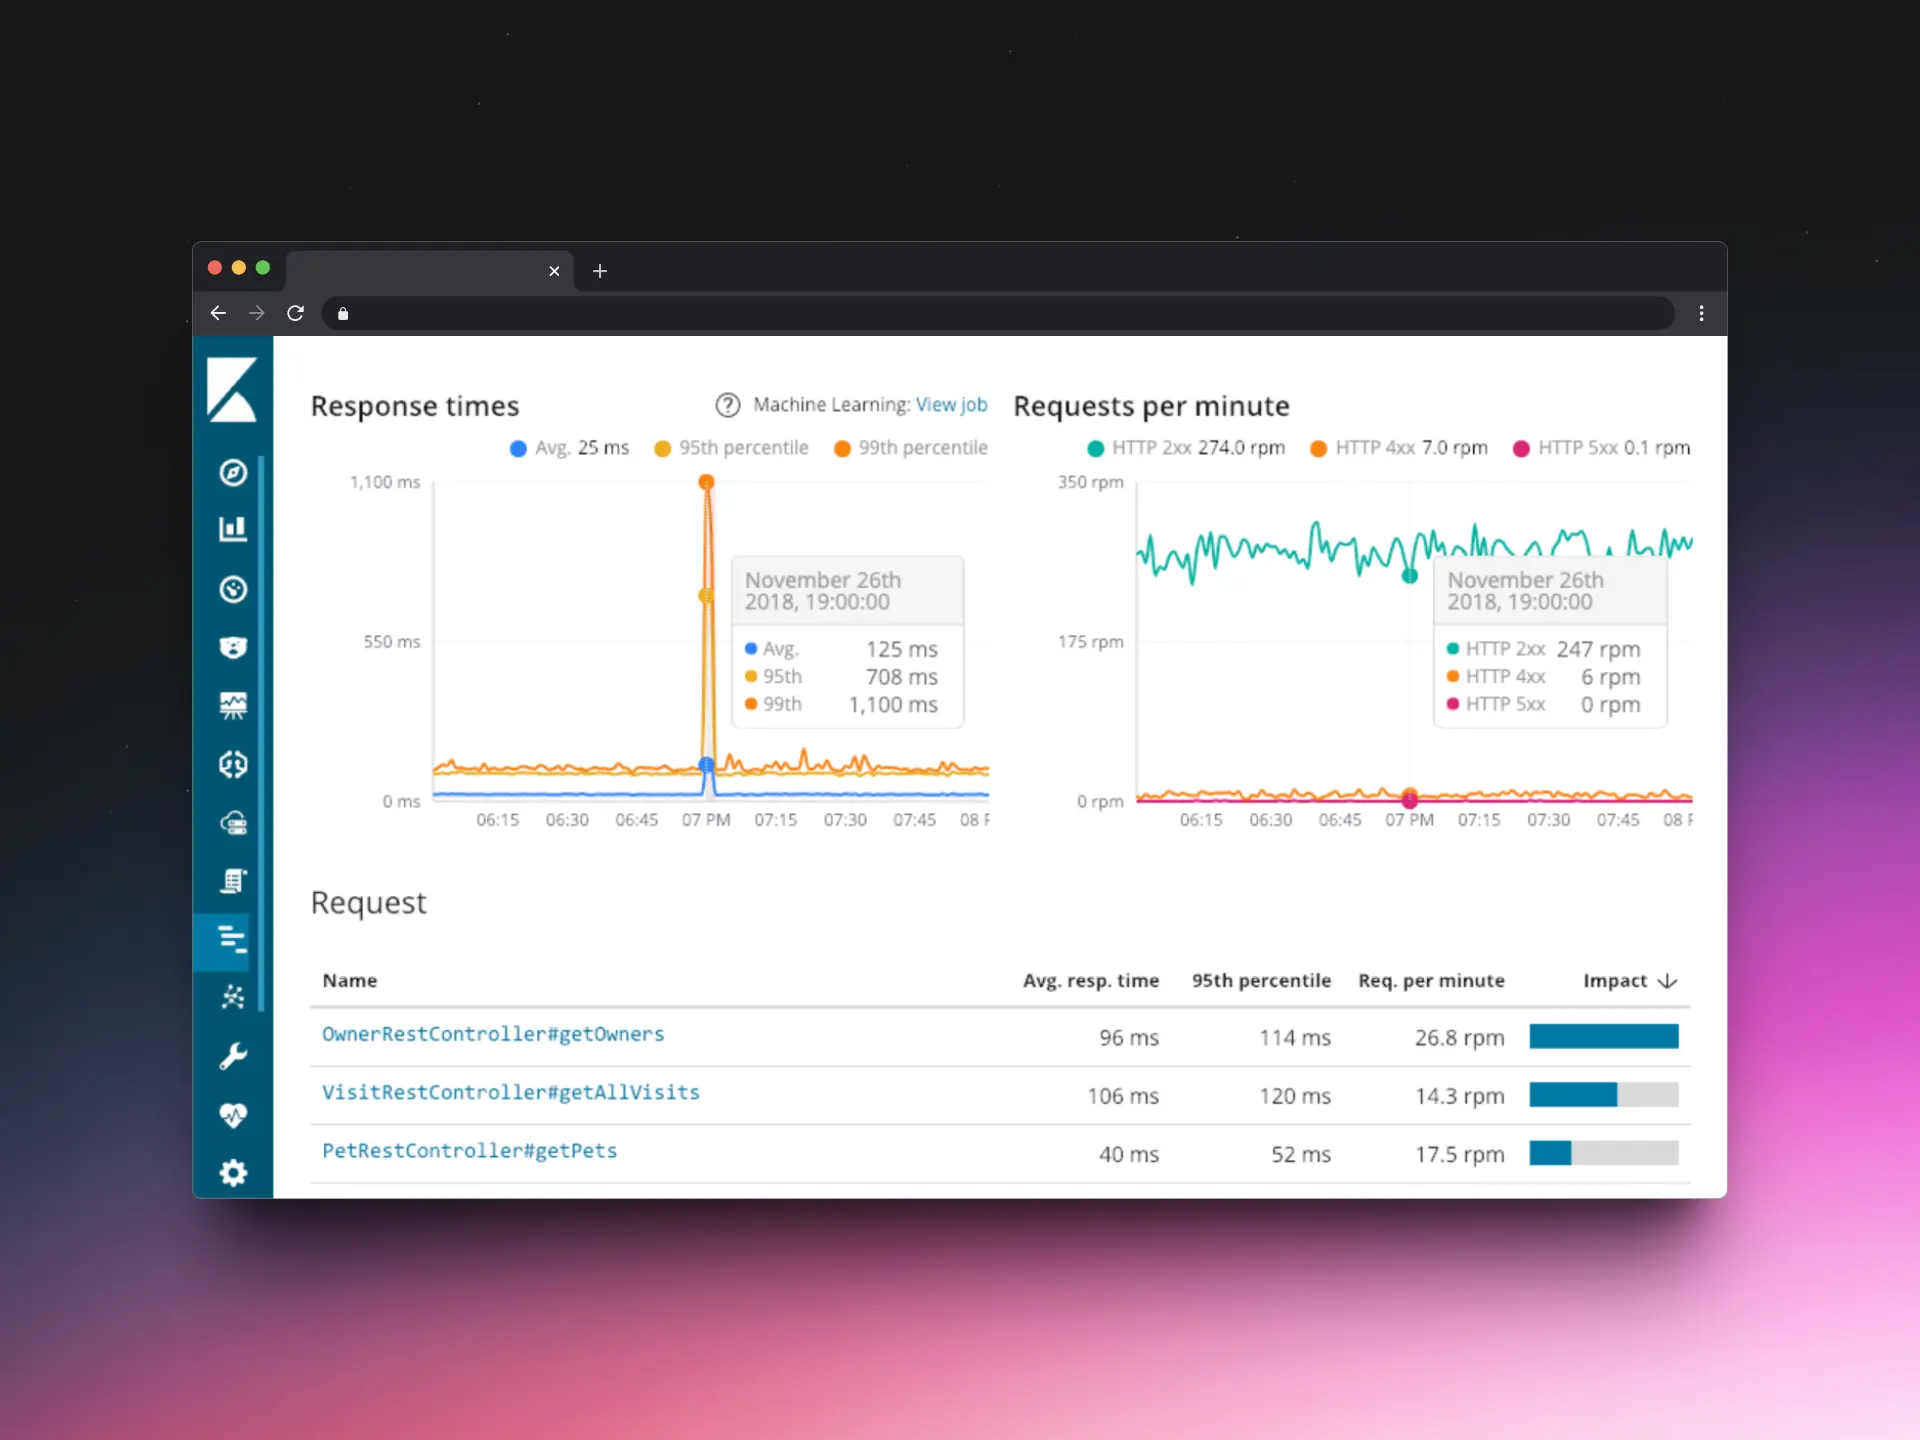 Response times
Machine Learning: View job
Avg. 25 ms 95th percentile 99th percentile
1,100 ms
550 ms
0 ms
06:15 06:30 06:45 07 PM 07:15 07:30 07:45 08
November 26th
2018, 19:00:00
Avg. 125 ms
95th 708 ms
99th 1,100 ms
Requests per minute
HTTP 2xx 274.0 rpm HTTP 4xx 7.0 rpm HTTP 5xx 0.1 rpm
350 rpm
175 rpm
0 rpm
06:15 06:30 06:45 07 PM 07:15 07:30 07:45 08
November 26th
2018, 19:00:00
HTTP 2xx 247 rpm
HTTP 4xx 6 rpm
HTTP 5xx 0 rpm
Request
Name Avg. resp. time 95th percentile Req. per minute Impact
OwnerRestController#getOwners 96 ms 114 ms 26.8 rpm
VisitRestController#getAllVisits 106 ms 120 ms 14.3 rpm
PetRestController#getPets 40 ms 52 ms 17.5 rpm